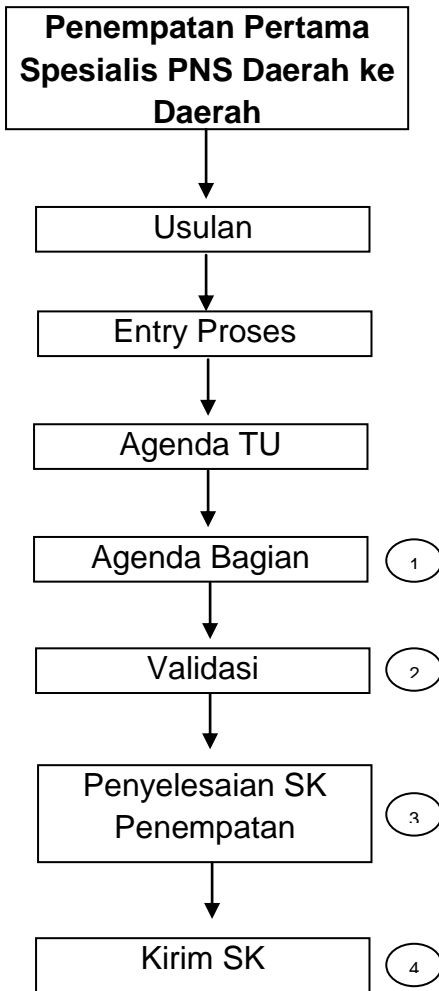 Penempatan Pertama
Spesialis PNS Daerah ke
Daerah
Usulan
Entry Proses
Agenda TU
Agenda Bagian
1
Validasi
2
Penyelesaian SK
Penempatan
3
Kirim SK
4